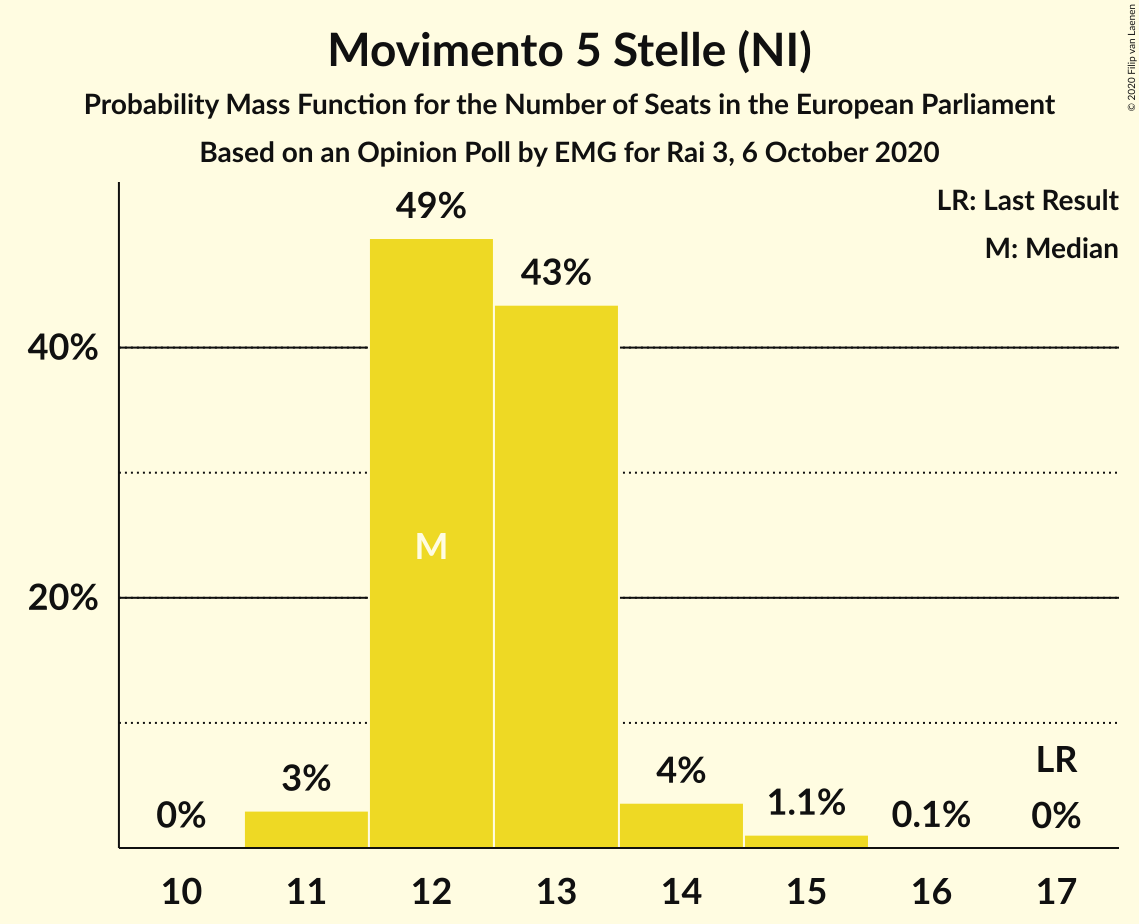 Movimento 5 Stelle (NI)
Probability Mass Function for the Number of Seats in the European Parliament
Based on an Opinion Poll by EMG for Rai 3, 6 October 2020
© 2020 Filip van Laenen
LR: Last Result
M: Median
49%
43%
40%
M
20%
LR
3%
4%
0%
1.1%
0.1%
0%
10 11 12 13 14 15 16 17